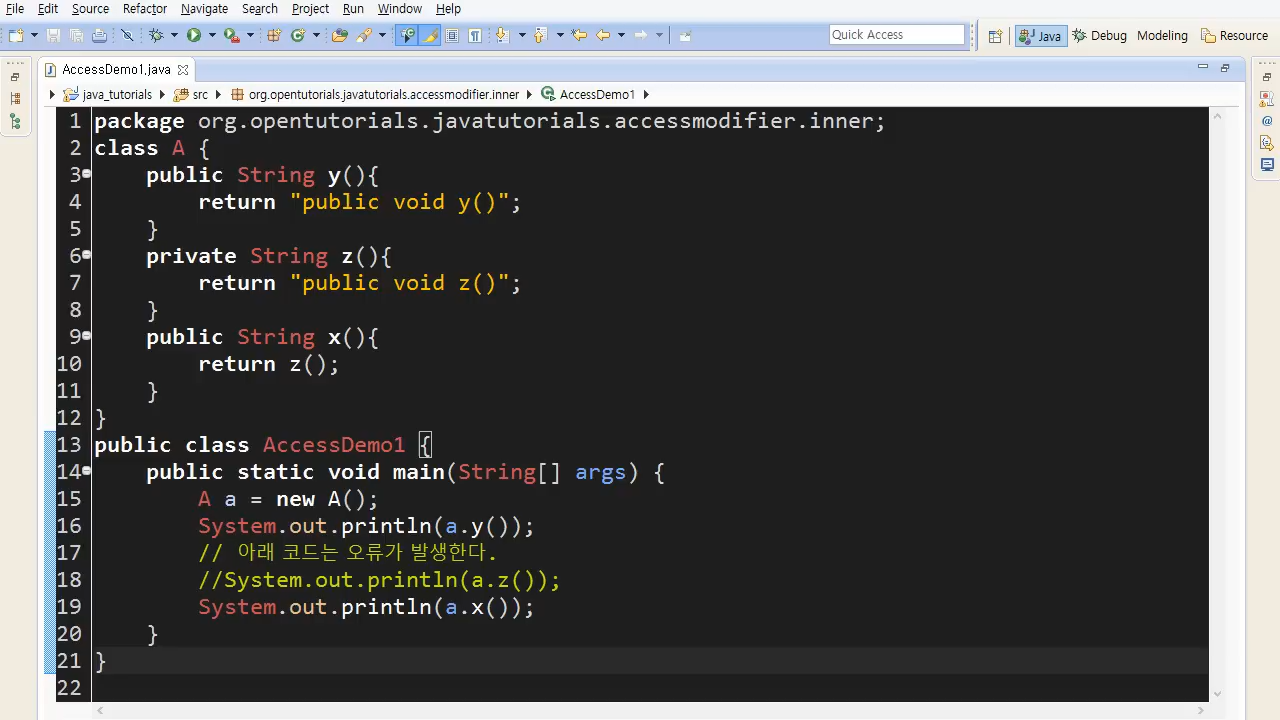 File Edit Source Refactor Navigate Search Project Run Window Help
Quick Access Java Debug Modeling Resource
AccessDemo1.java
java_tutorials src org.opentutorials.javatutorials.accessmodifier.inner AccessDemo1
1 package org.opentutorials.javatutorials.accessmodifier.inner;
2 class A {
3     public String y(){
4         return "public void y()";
5     }
6     private String z(){
7         return "public void z()";
8     }
9     public String x(){
10         return z();
11     }
12 }
13 public class AccessDemo1 {
14     public static void main(String[] args) {
15         A a = new A();
16         System.out.println(a.y());
17         // 아래 코드는 오류가 발생한다.
18         //System.out.println(a.z());
19         System.out.println(a.x());
20     }
21 }
22